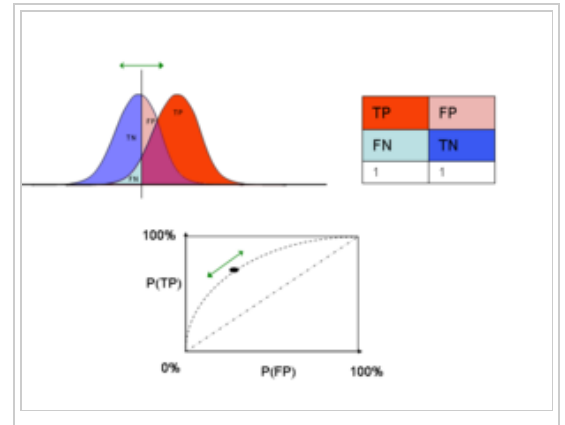 TP
FP
TN
FN
TP FP
FN TN
1 1
100%
P(TP)
0% P(FP) 100%